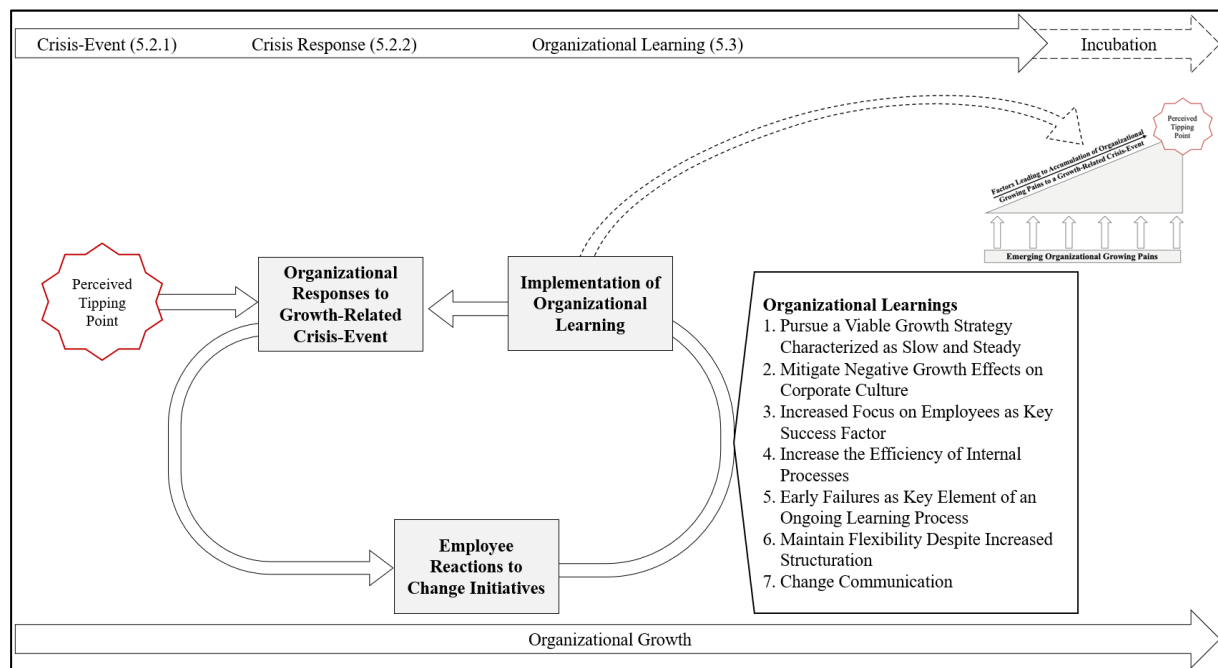 Crisis-Event (5.2.1)
Crisis Response (5.2.2)
Organizational Learning (5.3)
Incubation
Perceived
Tipping
Point
Factors Leading to Accumulation of Organizational
Growing Pains to a Growth-Related Crisis-Event
Emerging Organizational Growing Pains
Perceived
Tipping
Point
Organizational
Responses to
Growth-Related
Crisis-Event
Implementation of
Organizational
Learning
Employee
Reactions to
Change Initiatives
Organizational Learnings
1. Pursue a Viable Growth Strategy
Characterized as Slow and Steady
2. Mitigate Negative Growth Effects on
Corporate Culture
3. Increased Focus on Employees as Key
Success Factor
4. Increase the Efficiency of Internal
Processes
5. Early Failures as Key Element of an
Ongoing Learning Process
6. Maintain Flexibility Despite Increased
Structuration
7. Change Communication
Organizational Growth